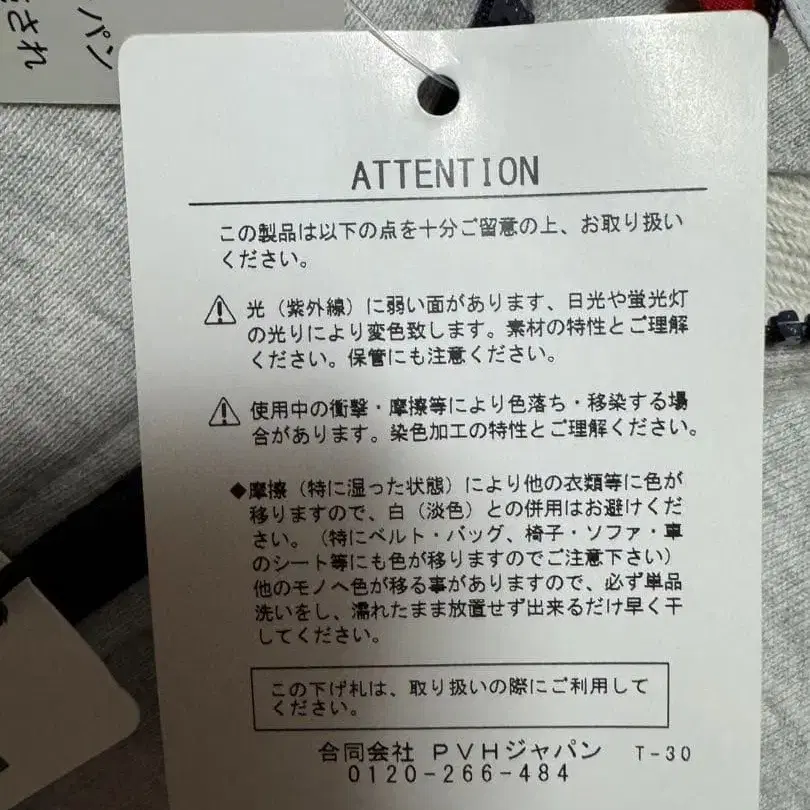 パン
され
ATTENTION
この製品は以下の点を十分ご留意の上、お取り扱い
ください。
光（紫外線）に弱い面があります、日光や蛍光灯
の光りにより変色致します。素材の特性とご理解
ください。保管にも注意ください。
使用中の衝撃・摩擦等により色落ち・移染する場
合があります。染色加工の特性とご理解ください。
◆摩擦（特に湿った状態）により他の衣類等に色が
移りますので、白（淡色）との併用はお避けくだ
さい。（特にベルト・バッグ、椅子・ソファ・車
のシート等にも色が移りますのでご注意下さい）
他のモノへ色が移る事がありますので、必ず単品
洗いをし、濡れたまま放置せず出来るだけ早く干
してください。
この下げ札は、取り扱いの際にご利用して
ください。
合同会社 PVHジャパン T-30
0120-266-484